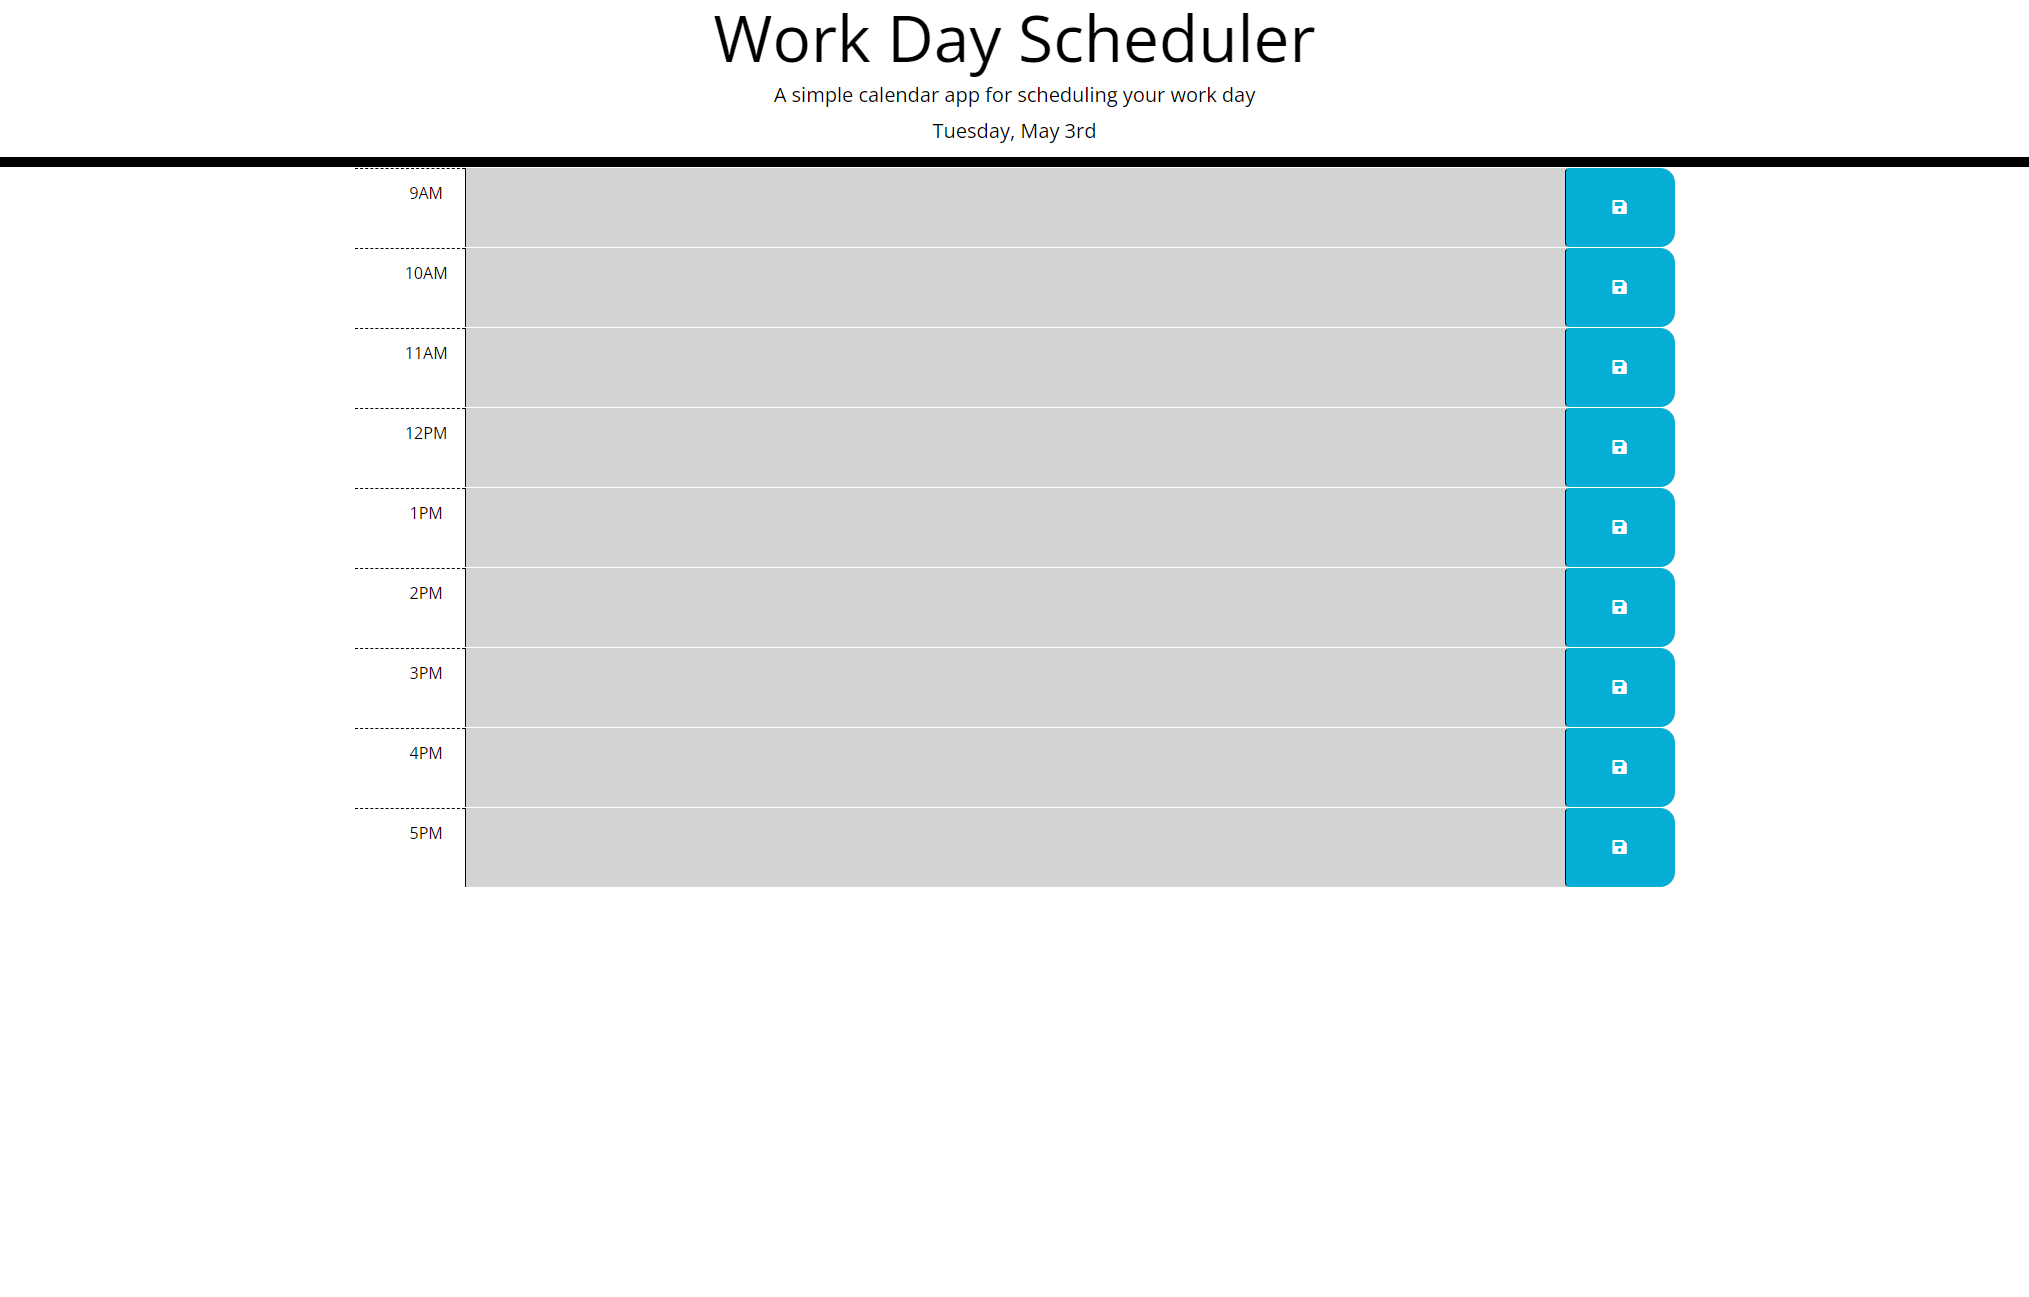 Work Day Scheduler
A simple calendar app for scheduling your work day
Tuesday, May 3rd
9AM
10AM
11AM
12PM
1PM
2PM
3PM
4PM
5PM